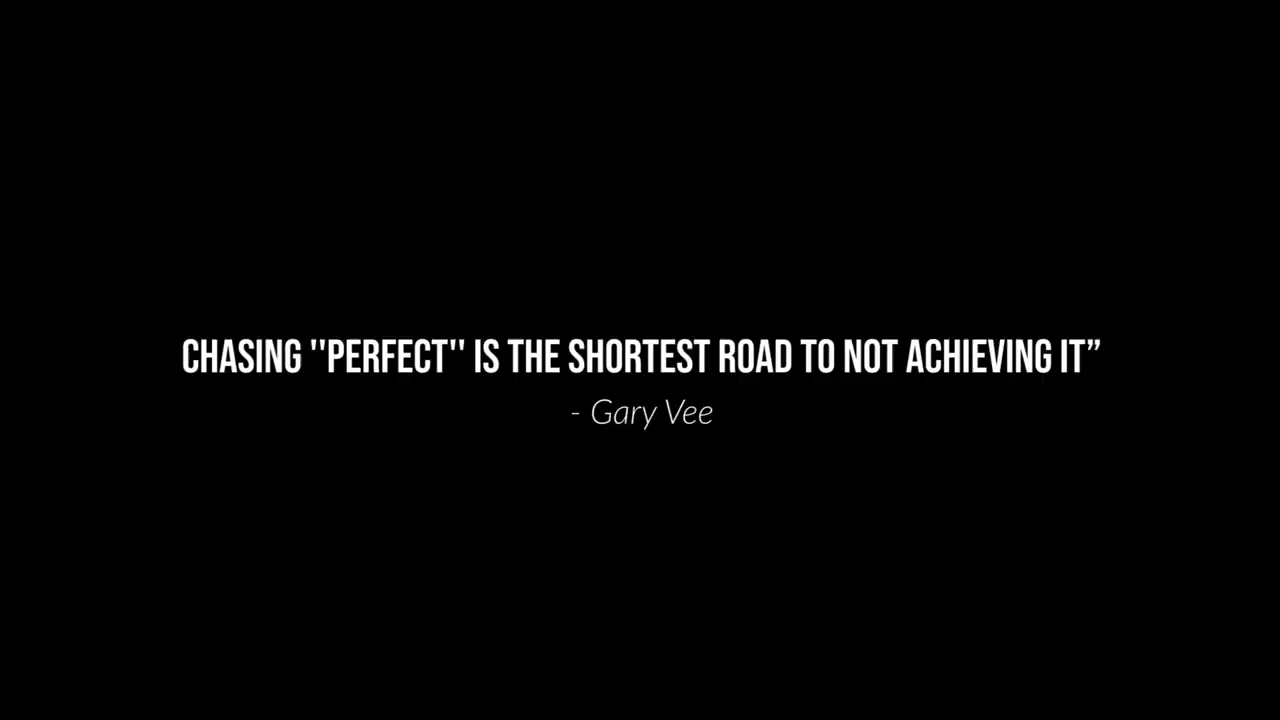 CHASING ''PERFECT'' IS THE SHORTEST ROAD TO NOT ACHIEVING IT”
- Gary Vee